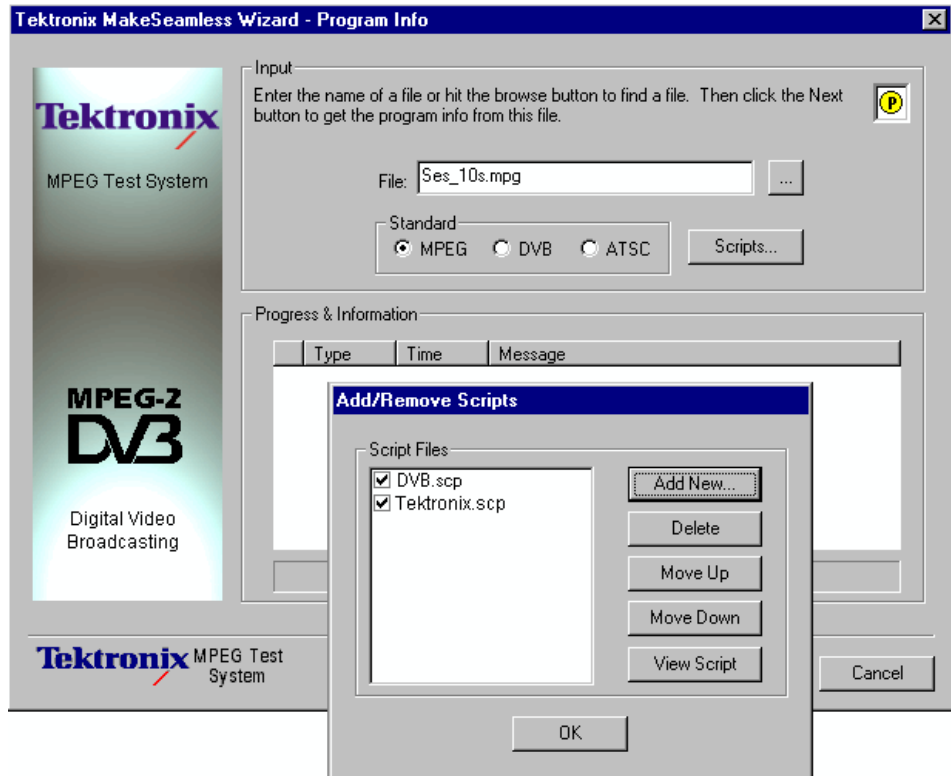 Tektronix MakeSeamless Wizard - Program Info
Tektronix
MPEG Test System
MPEG-2
DVB
Digital Video
Broadcasting
Input
Enter the name of a file or hit the browse button to find a file. Then click the Next
button to get the program info from this file.
P
File: Ses_10s.mpg ...
Standard
MPEG DVB ATSC
Scripts...
Progress & Information
Type Time Message
Add/Remove Scripts
Script Files
DVB.scp
Tektronix.scp
Add New...
Delete
Move Up
Move Down
View Script
OK
Tektronix MPEG Test
System
Cancel